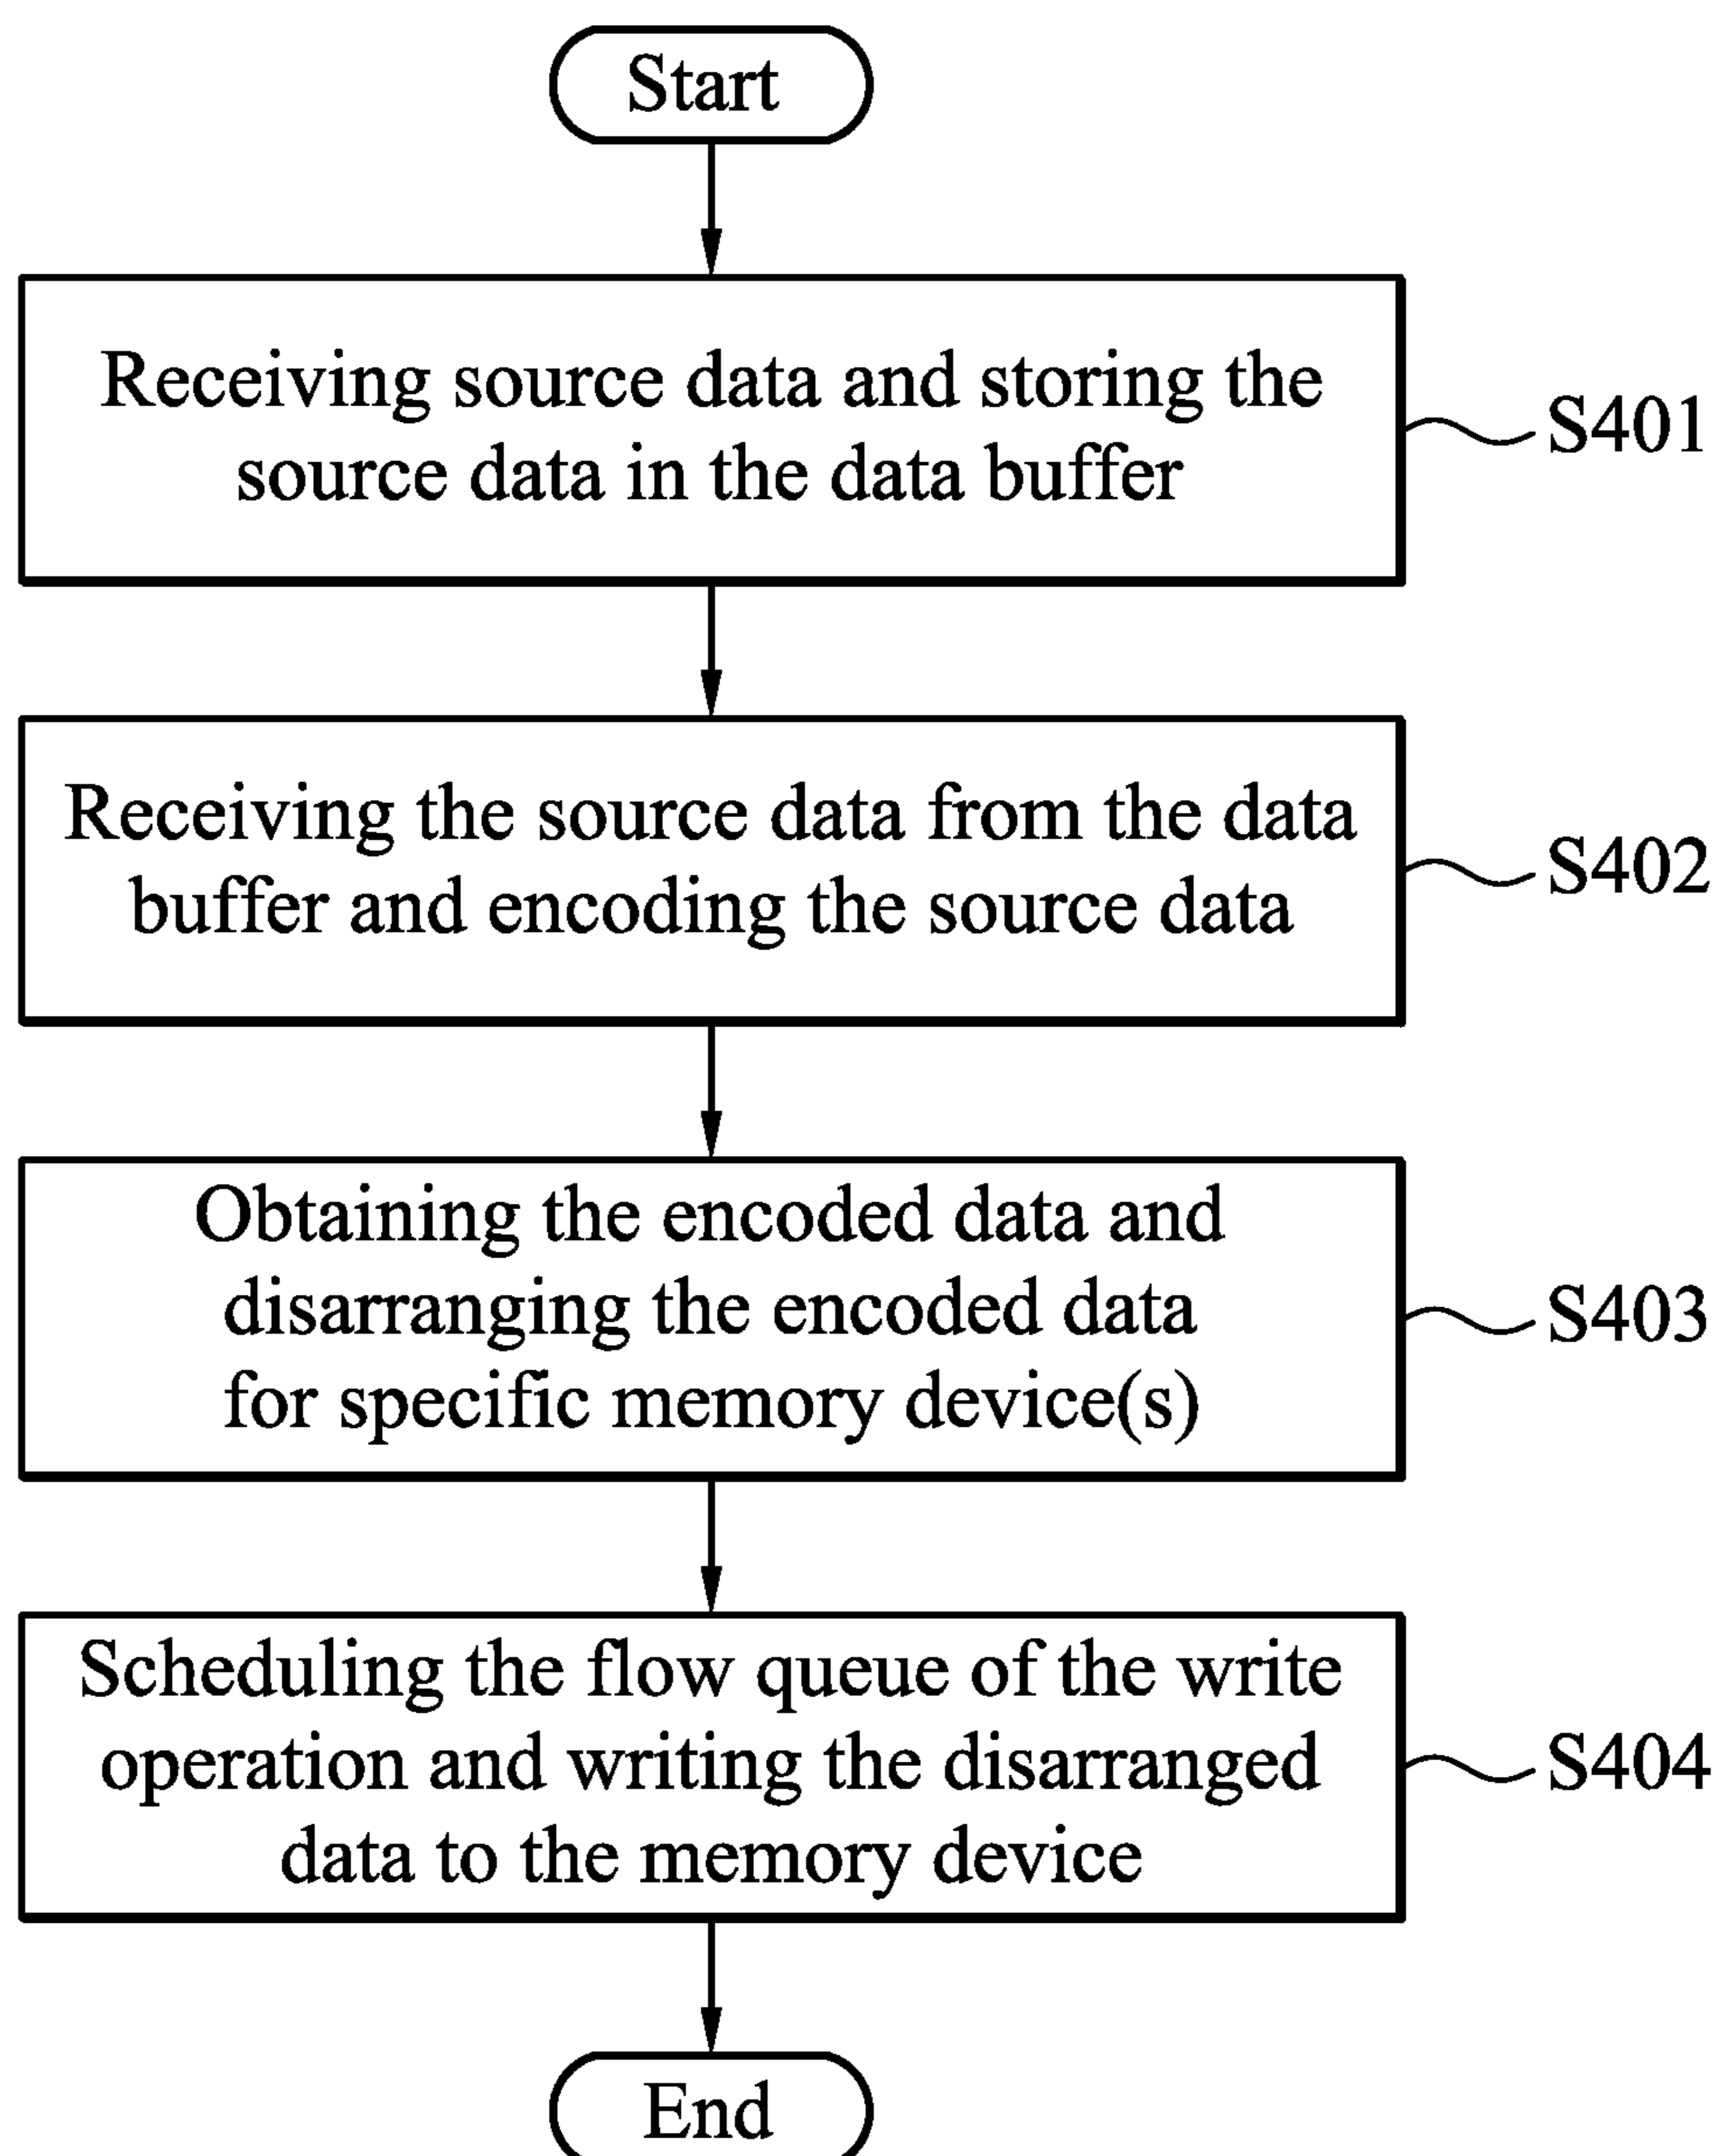 Start
Receiving source data and storing the
source data in the data buffer
S401
Receiving the source data from the data
buffer and encoding the source data
S402
Obtaining the encoded data and
disarranging the encoded data
for specific memory device(s)
S403
Scheduling the flow queue of the write
operation and writing the disarranged
data to the memory device
S404
End